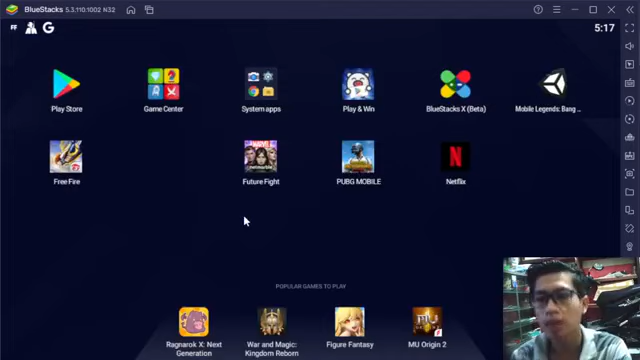 BlueStacks 5.3.110.1002 N32
FF
5:17
Play Store
Game Center
System apps
Play & Win
BlueStacks X (Beta)
Mobile Legends: Bang ...
Free Fire
Future Fight
PUBG MOBILE
Netflix
POPULAR GAMES TO PLAY
Ragnarok X: Next
Generation
War and Magic:
Kingdom Reborn
Figure Fantasy
MU Origin 2